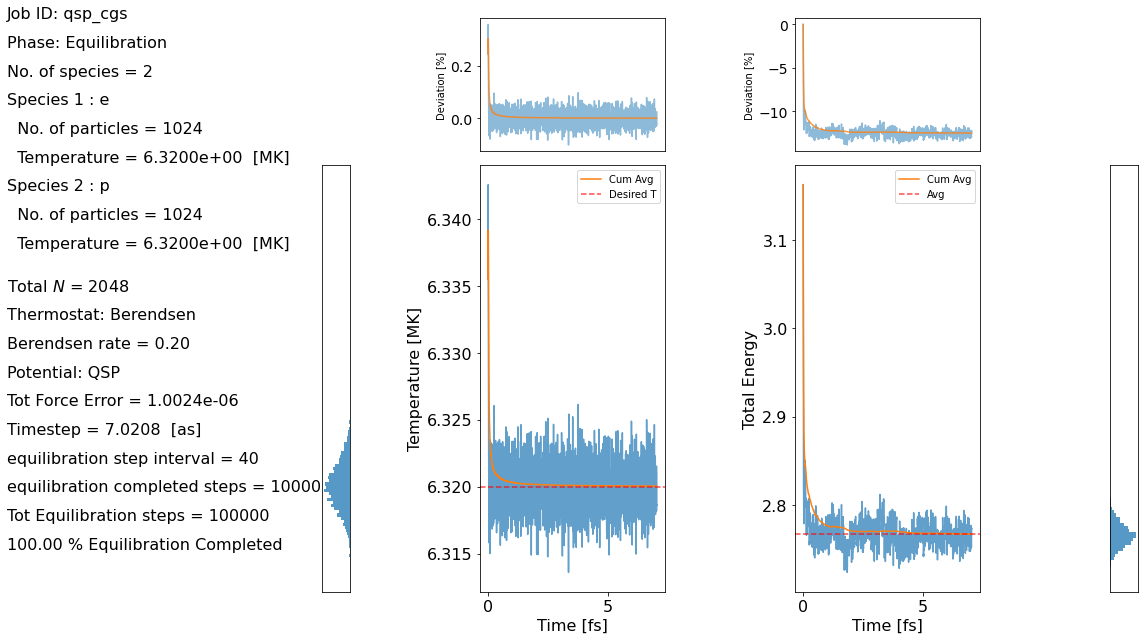 Job ID: qsp_cgs
Phase: Equilibration
No. of species = 2
Species 1 : e
No. of particles = 1024
Temperature = 6.3200e+00 [MK]
Species 2 : p
No. of particles = 1024
Temperature = 6.3200e+00 [MK]
Total N = 2048
Thermostat: Berendsen
Berendsen rate = 0.20
Potential: QSP
Tot Force Error = 1.0024e-06
Timestep = 7.0208 [as]
equilibration step interval = 40
equilibration completed steps = 10000
Tot Equilibration steps = 100000
100.00 % Equilibration Completed
Deviation [%]
0.2
0.0
Temperature [MK]
6.340
6.335
6.330
6.325
6.320
6.315
Cum Avg
Desired T
0
5
Time [fs]
Deviation [%]
0
−5
−10
Total Energy
3.1
3.0
2.9
2.8
Cum Avg
Avg
0
5
Time [fs]